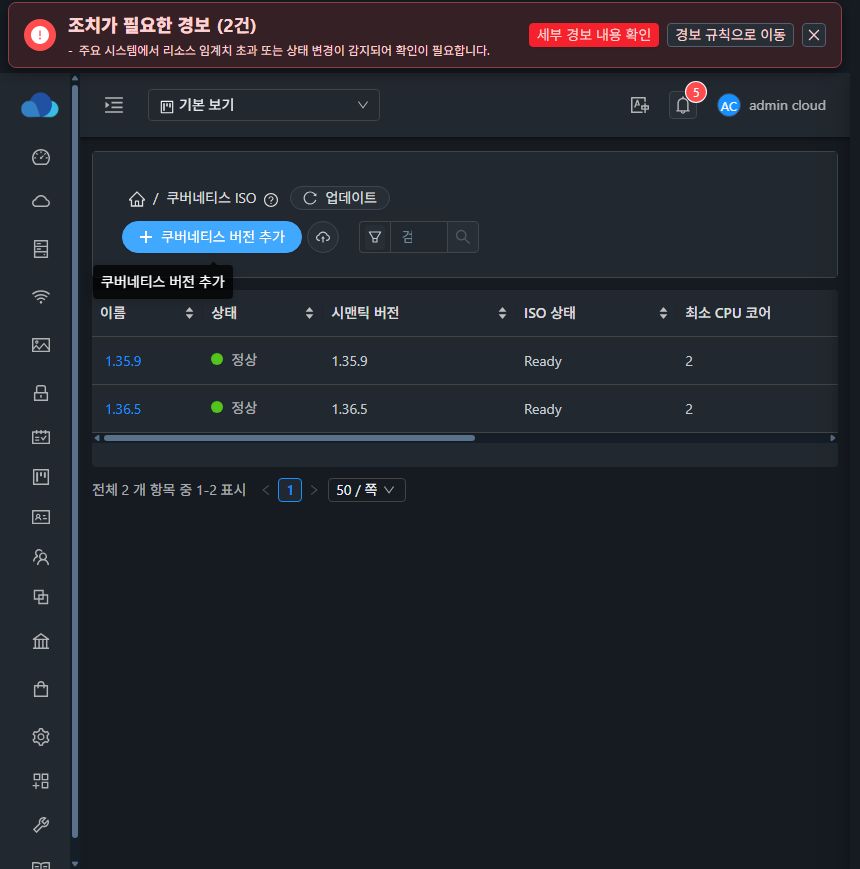 조치가 필요한 경보 (2건)
- 주요 시스템에서 리소스 임계치 초과 또는 상태 변경이 감지되어 확인이 필요합니다.
세부 경보 내용 확인 경보 규칙으로 이동
기본 보기
5
AC admin cloud
/ 쿠버네티스 ISO 업데이트
+ 쿠버네티스 버전 추가 검
쿠버네티스 버전 추가
이름 상태 시맨틱 버전 ISO 상태 최소 CPU 코어
1.35.9 정상 1.35.9 Ready 2
1.36.5 정상 1.36.5 Ready 2
전체 2 개 항목 중 1-2 표시 < 1 > 50 / 쪽